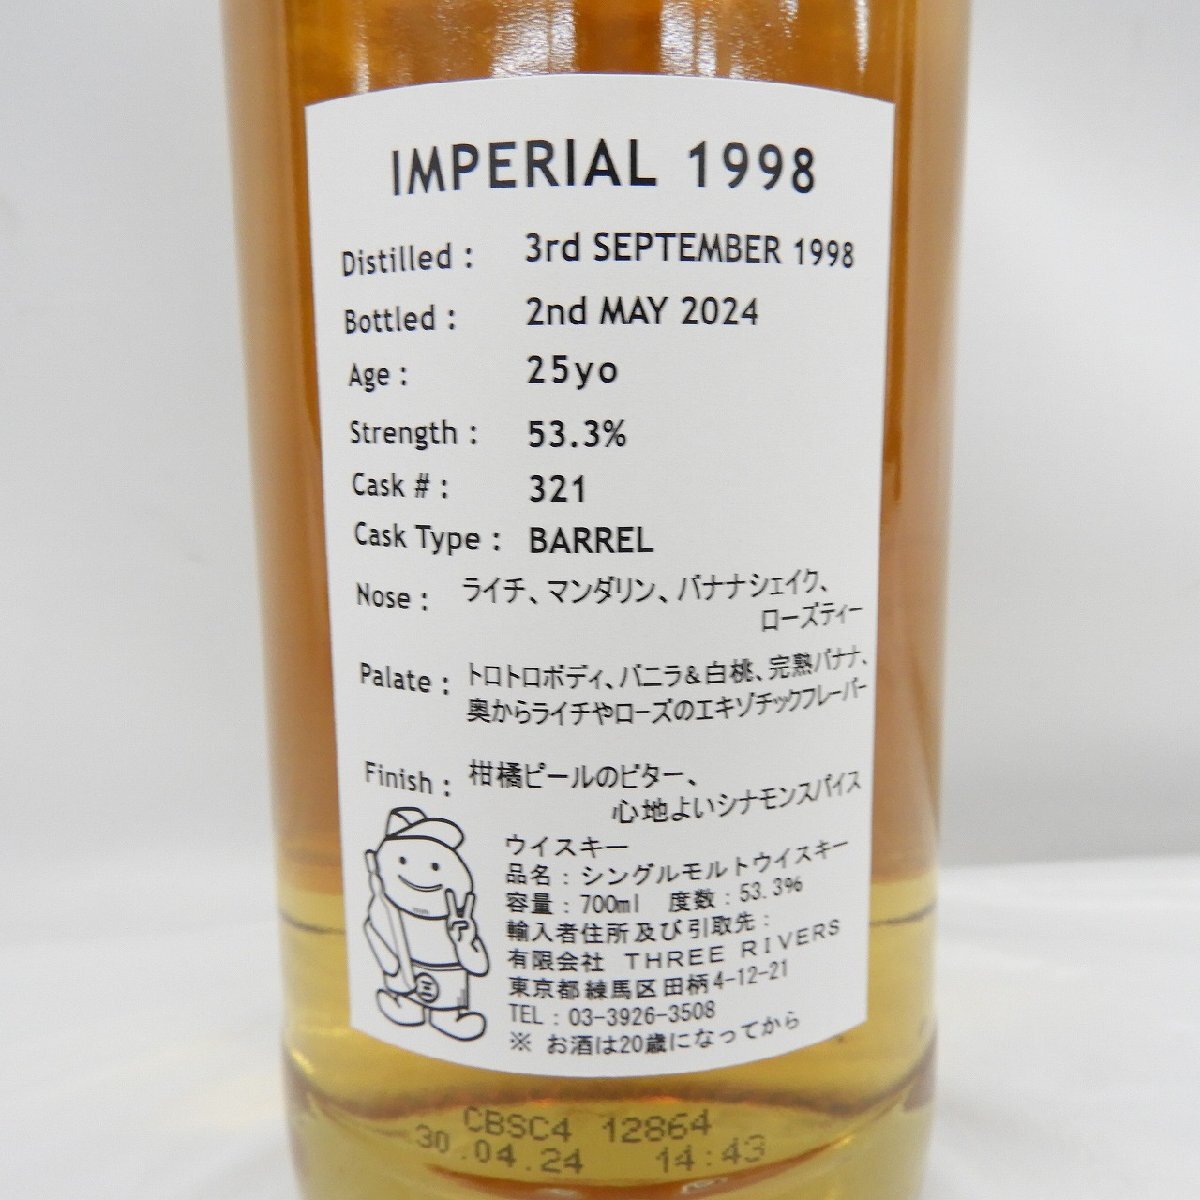 IMPERIAL 1998
Distilled : 3rd SEPTEMBER 1998
Bottled : 2nd MAY 2024
Age : 25yo
Strength : 53.3%
Cask # : 321
Cask Type : BARREL
Nose : ライチ、マンダリン、バナナシェイク、
ローズティー
Palate : トロトロボディ、バニラ&白桃、完熟バナナ、
奥からライチやローズのエキゾチックフレーバー
Finish : 柑橘ピールのビター、
心地よいシナモンスパイス
ウイスキー
品名：シングルモルトウイスキー
容量：700ml 度数：53.3%
輸入者住所及び引取先：
有限会社 THREE RIVERS
東京都練馬区田柄4-12-21
TEL：03-3926-3508
※ お酒は20歳になってから
三
CBSC4 12864
30.04.24 14:43